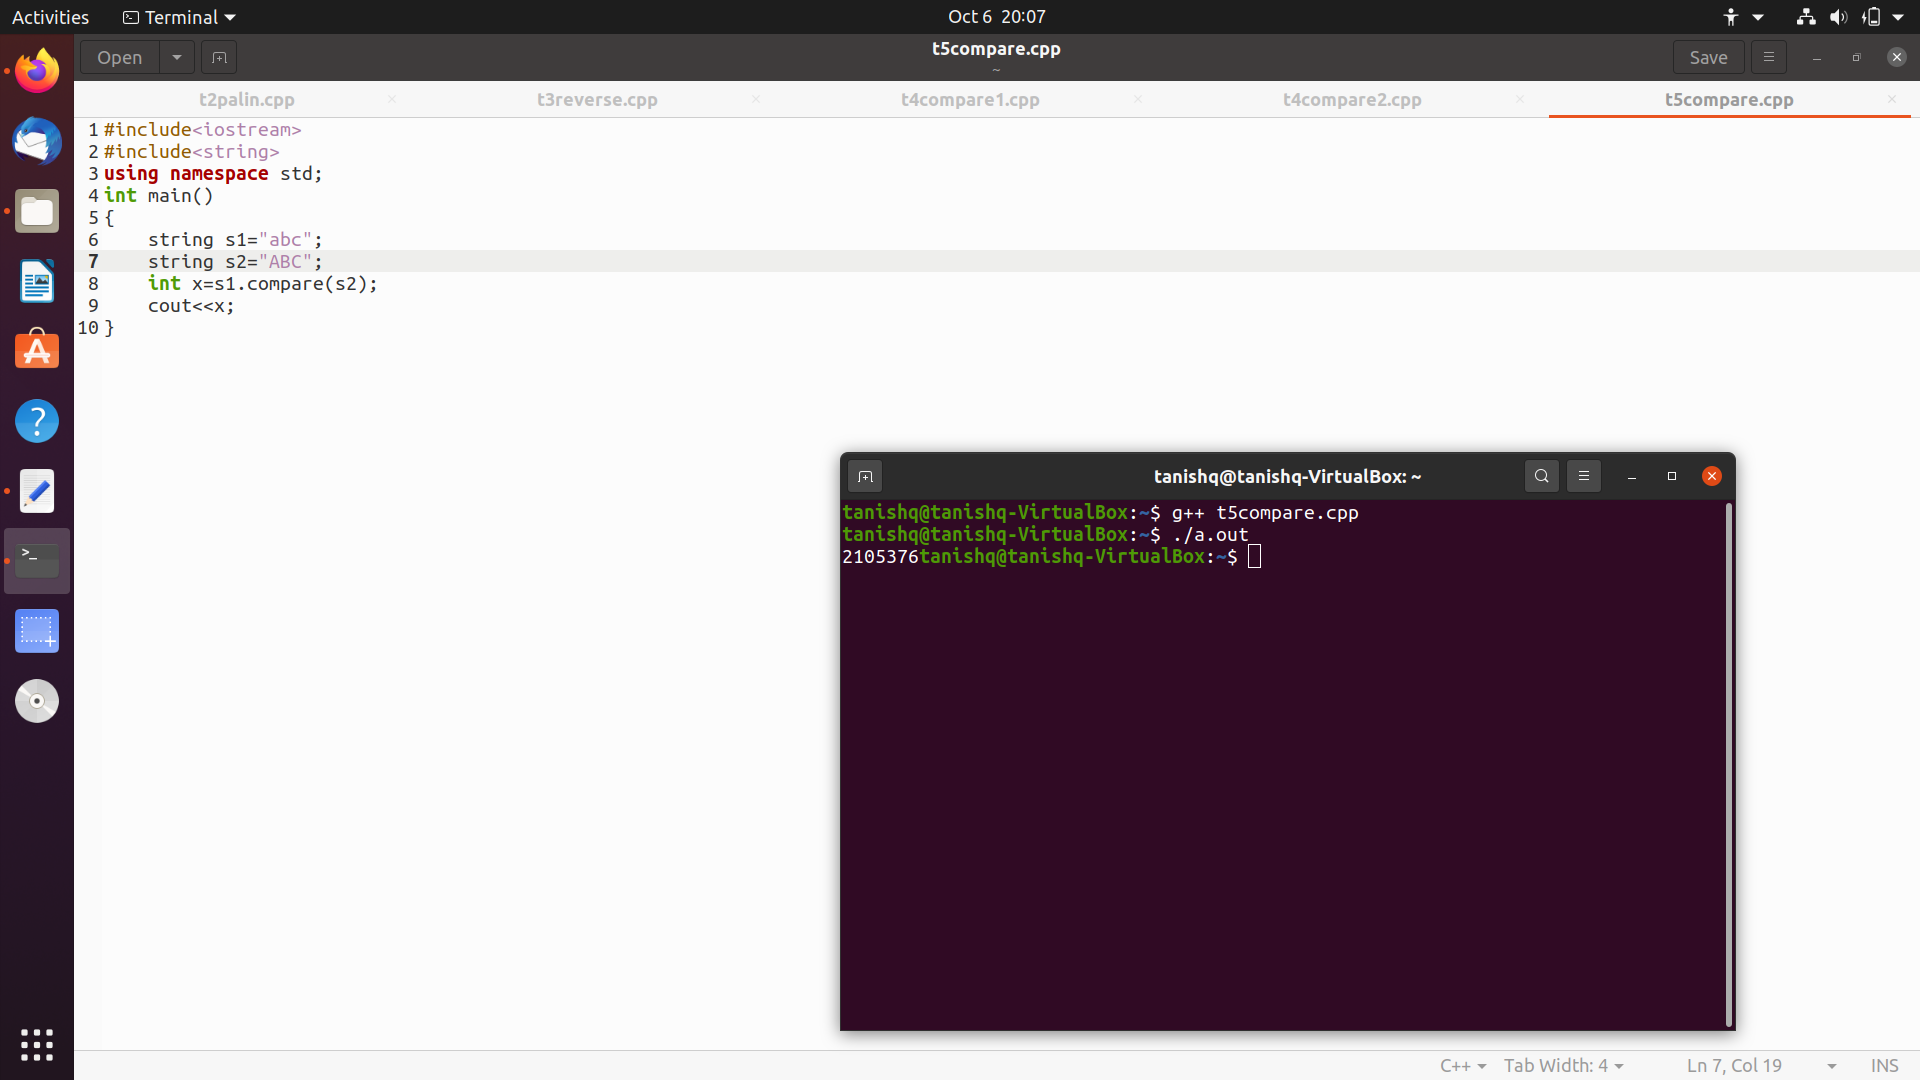 Activities Terminal Oct 6 20:07
Open t5compare.cpp Save
~
t2palin.cpp t3reverse.cpp t4compare1.cpp t4compare2.cpp t5compare.cpp
1 #include<iostream>
2 #include<string>
3 using namespace std;
4 int main()
5 {
6     string s1="abc";
7     string s2="ABC";
8     int x=s1.compare(s2);
9     cout<<x;
10 }
tanishq@tanishq-VirtualBox: ~
tanishq@tanishq-VirtualBox:~$ g++ t5compare.cpp
tanishq@tanishq-VirtualBox:~$ ./a.out
2105376tanishq@tanishq-VirtualBox:~$
C++ Tab Width: 4 Ln 7, Col 19 INS